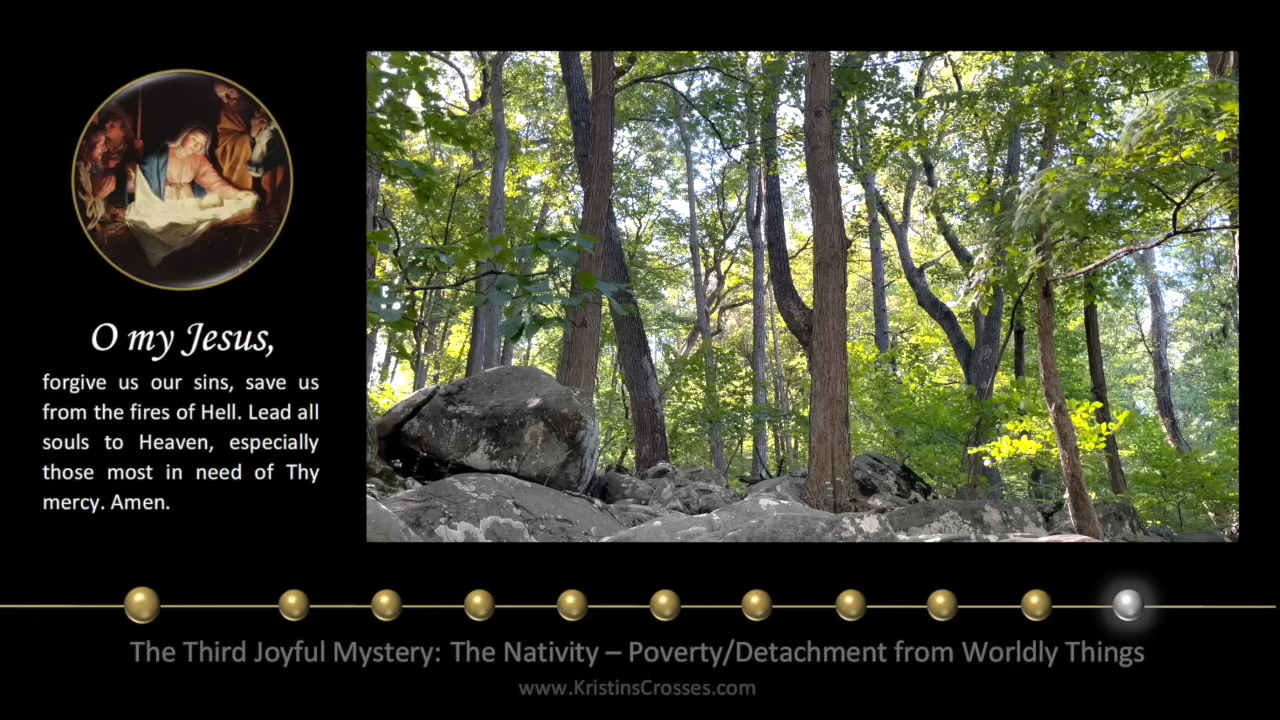 O my Jesus,
forgive us our sins, save us
from the fires of Hell. Lead all
souls to Heaven, especially
those most in need of Thy
mercy. Amen.
The Third Joyful Mystery: The Nativity – Poverty/Detachment from Worldly Things
www.KristinsCrosses.com